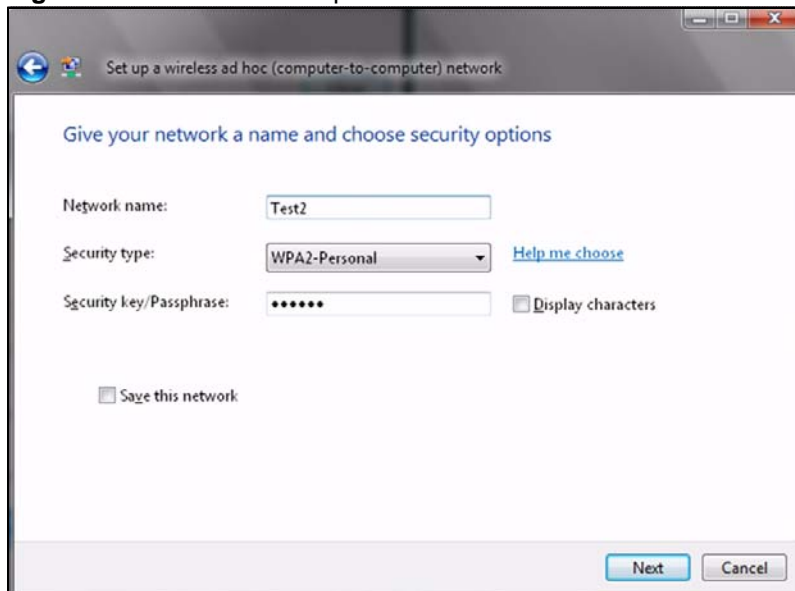 Set up a wireless ad hoc (computer-to-computer) network
Give your network a name and choose security options
Network name: Test2
Security type: WPA2-Personal Help me choose
Security key/Passphrase: •••••• Display characters
Save this network
Next Cancel